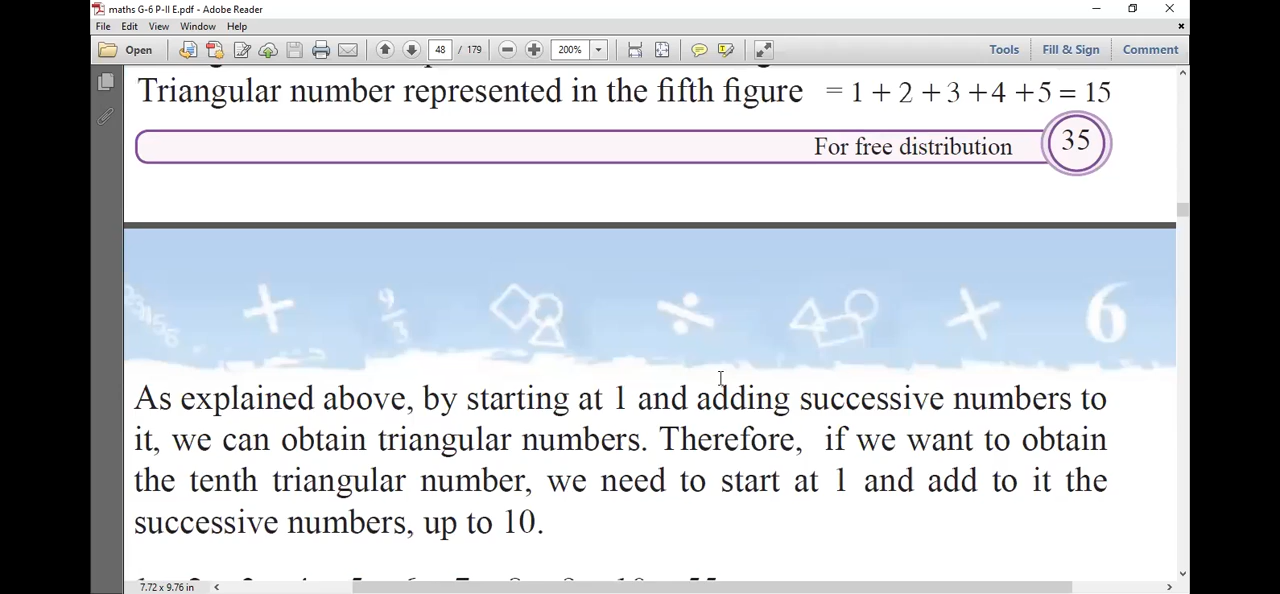 maths G-6 P-II E.pdf - Adobe Reader
File Edit View Window Help
Open 48 / 179 200% Tools Fill & Sign Comment
Triangular number represented in the fifth figure = 1 + 2 + 3 + 4 + 5 = 15
For free distribution 35
+ 9/3 ÷ × 6
As explained above, by starting at 1 and adding successive numbers to
it, we can obtain triangular numbers. Therefore, if we want to obtain
the tenth triangular number, we need to start at 1 and add to it the
successive numbers, up to 10.
7.72 x 9.76 in